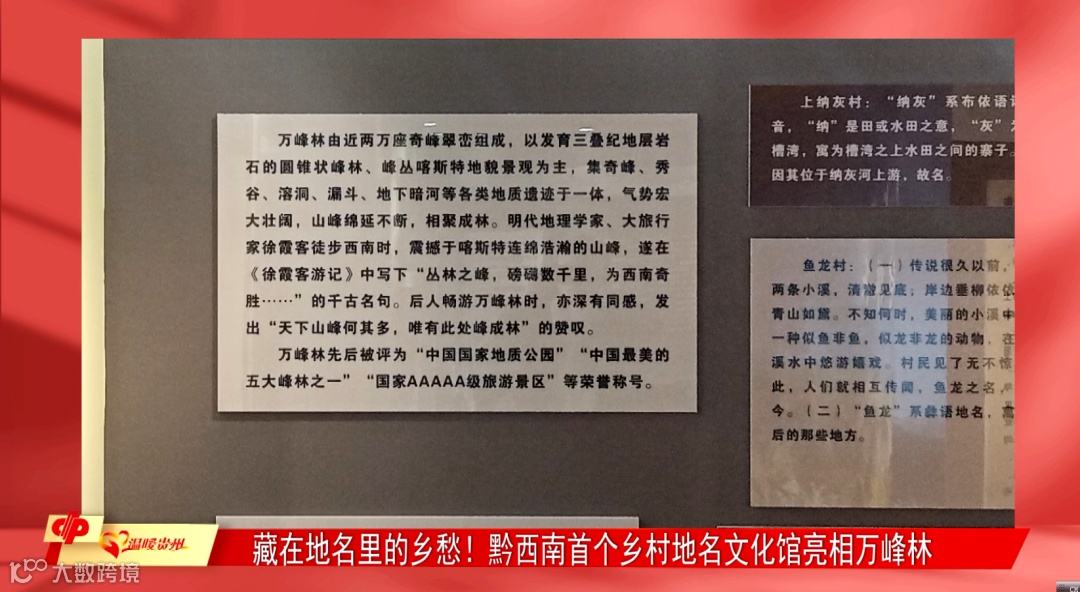 万峰林由近两万座奇峰翠峦组成，以发育三叠纪地层岩
石的圆锥状峰林、峰丛喀斯特地貌景观为主，集奇峰、秀
谷、溶洞、漏斗、地下暗河等各类地质遗迹于一体，气势宏
大壮阔，山峰绵延不断，相聚成林。明代地理学家、大旅行
家徐霞客徒步西南时，震撼于喀斯特连绵浩瀚的山峰，遂在
《徐霞客游记》中写下“丛林之峰，磅礴数千里，为西南奇
胜……”的千古名句。后人畅游万峰林时，亦深有同感，发
出“天下山峰何其多，唯有此处峰成林”的赞叹。
万峰林先后被评为“中国国家地质公园”“中国最美的
五大峰林之一”“国家AAAAA级旅游景区”等荣誉称号。
上纳灰村：“纳灰”系布依语
音，“纳”是田或水田之意，“灰”
槽湾，寓为槽湾之上水田之间的寨子。
因其位于纳灰河上游，故名。
鱼龙村：（一）传说很久以前，
两条小溪，清澈见底；岸边垂柳依依
青山如黛。不知何时，美丽的小溪中
一种似鱼非鱼，似龙非龙的动物，在
溪水中悠游嬉戏。村民见了无不惊
此，人们就相互传闻，鱼龙之名，
今。（二）“鱼龙”系彝语地名，寓
后的那些地方。
温暖贵州
藏在地名里的乡愁！黔西南首个乡村地名文化馆亮相万峰林
大数跨境